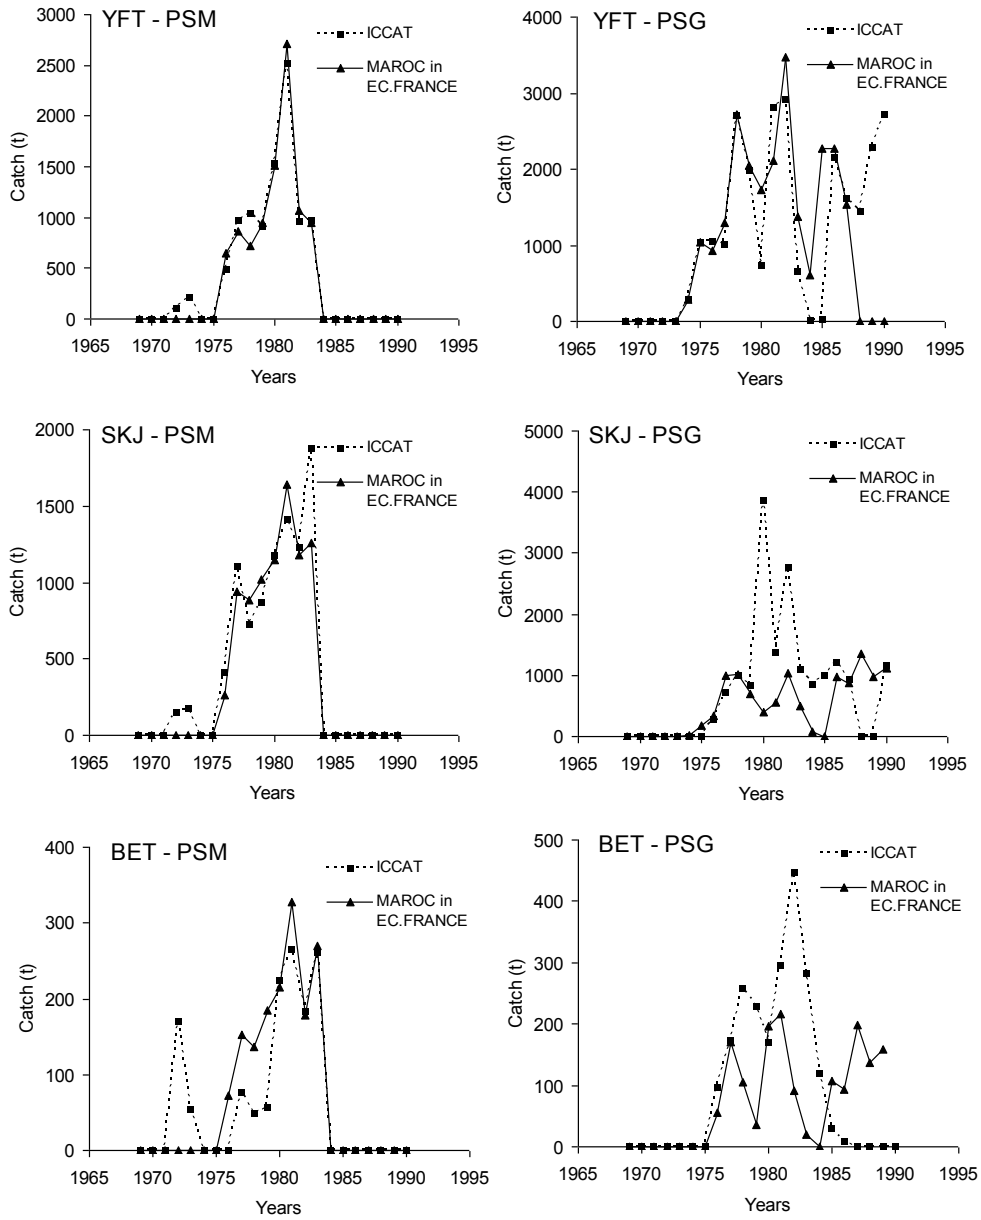 YFT - PSM
ICCAT
MAROC in
EC.FRANCE
3000
2500
2000
1500
1000
500
0
Catch (t)
1965 1970 1975 1980 1985 1990 1995
Years
YFT - PSG
ICCAT
MAROC in
EC.FRANCE
4000
3000
2000
1000
0
Catch (t)
1965 1970 1975 1980 1985 1990 1995
Years
SKJ - PSM
ICCAT
MAROC in
EC.FRANCE
2000
1500
1000
500
0
Catch (t)
1965 1970 1975 1980 1985 1990 1995
Years
SKJ - PSG
ICCAT
MAROC in
EC.FRANCE
5000
4000
3000
2000
1000
0
Catch (t)
1965 1970 1975 1980 1985 1990 1995
Years
BET - PSM
ICCAT
MAROC in
EC.FRANCE
400
300
200
100
0
Catch (t)
1965 1970 1975 1980 1985 1990 1995
Years
BET - PSG
ICCAT
MAROC in
EC.FRANCE
500
400
300
200
100
0
Catch (t)
1965 1970 1975 1980 1985 1990 1995
Years